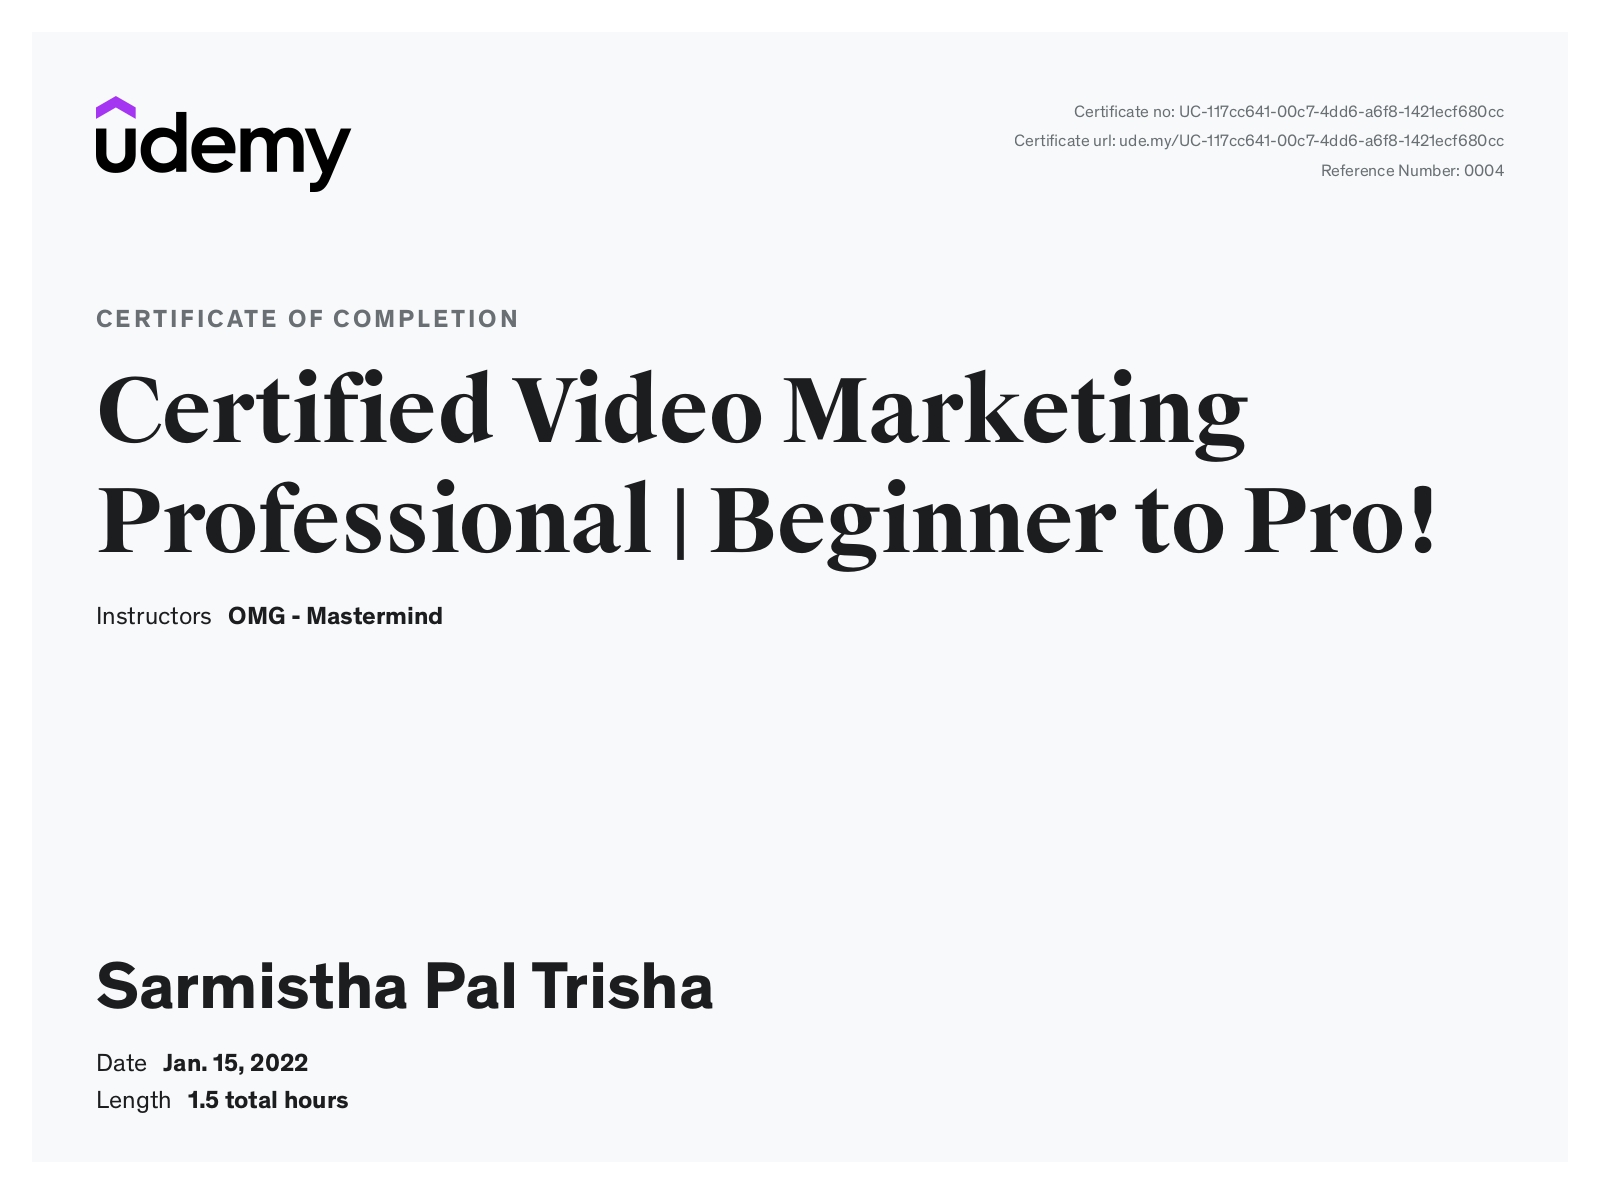 udemy
Certificate no: UC-117cc641-00c7-4dd6-a6f8-1421ecf680cc
Certificate url: ude.my/UC-117cc641-00c7-4dd6-a6f8-1421ecf680cc
Reference Number: 0004
CERTIFICATE OF COMPLETION
Certified Video Marketing
Professional | Beginner to Pro!
Instructors OMG - Mastermind
Sarmistha Pal Trisha
Date Jan. 15, 2022
Length 1.5 total hours